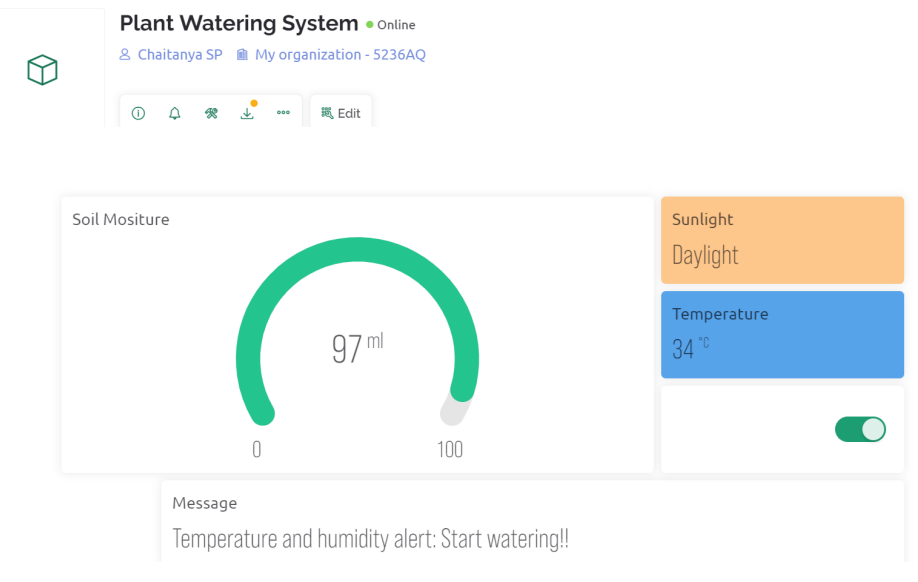 Plant Watering System Online
Chaitanya SP My organization - 5236AQ
Edit
Soil Mositure
97 ml
0 100
Sunlight
Daylight
Temperature
34 °C
Message
Temperature and humidity alert: Start watering!!